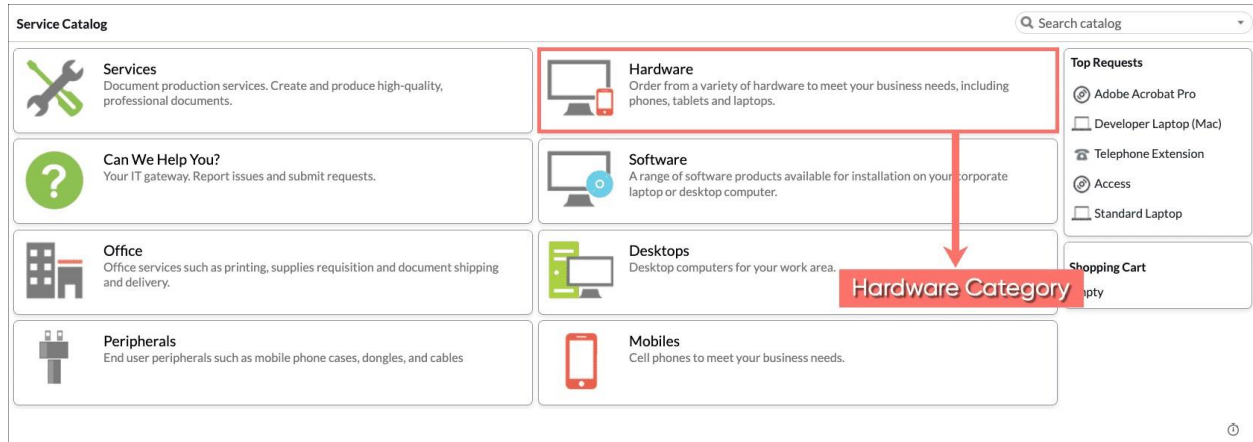 Service Catalog
Search catalog
Services
Document production services. Create and produce high-quality,
professional documents.
Hardware
Order from a variety of hardware to meet your business needs, including
phones, tablets and laptops.
Can We Help You?
Your IT gateway. Report issues and submit requests.
Software
A range of software products available for installation on your corporate
laptop or desktop computer.
Office
Office services such as printing, supplies requisition and document shipping
and delivery.
Desktops
Desktop computers for your work area.
Hardware Category
Peripherals
End user peripherals such as mobile phone cases, dongles, and cables
Mobiles
Cell phones to meet your business needs.
Top Requests
Adobe Acrobat Pro
Developer Laptop (Mac)
Telephone Extension
Access
Standard Laptop
Shopping Cart